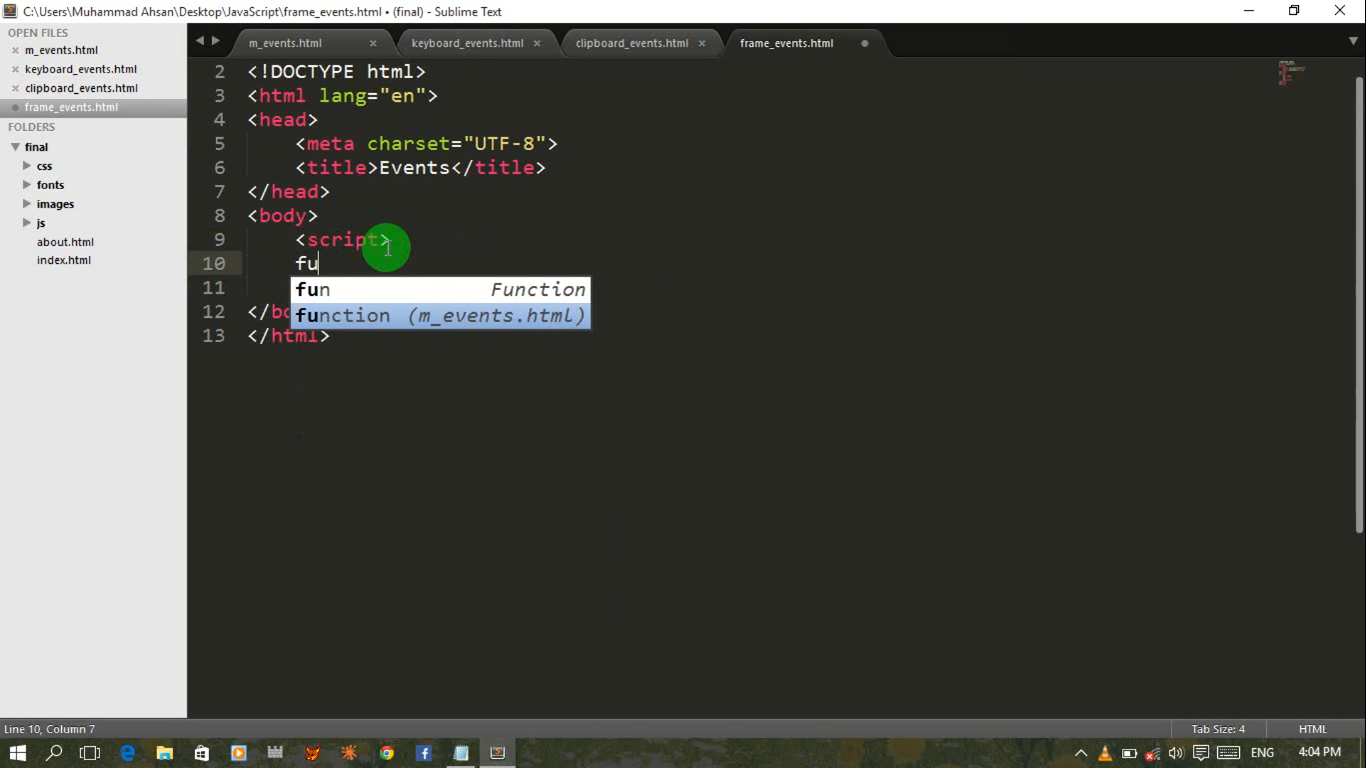 C:\Users\Muhammad Ahsan\Desktop\JavaScript\frame_events.html • (final) - Sublime Text
OPEN FILES
m_events.html
keyboard_events.html
clipboard_events.html
frame_events.html
FOLDERS
final
css
fonts
images
js
about.html
index.html
m_events.html
keyboard_events.html
clipboard_events.html
frame_events.html
2 <!DOCTYPE html>
3 <html lang="en">
4 <head>
5 <meta charset="UTF-8">
6 <title>Events</title>
7 </head>
8 <body>
9 <script>
10 fu
11
12 </bo
13 </html>
fun Function
function (m_events.html)
Line 10, Column 7
Tab Size: 4
HTML
ENG
4:04 PM